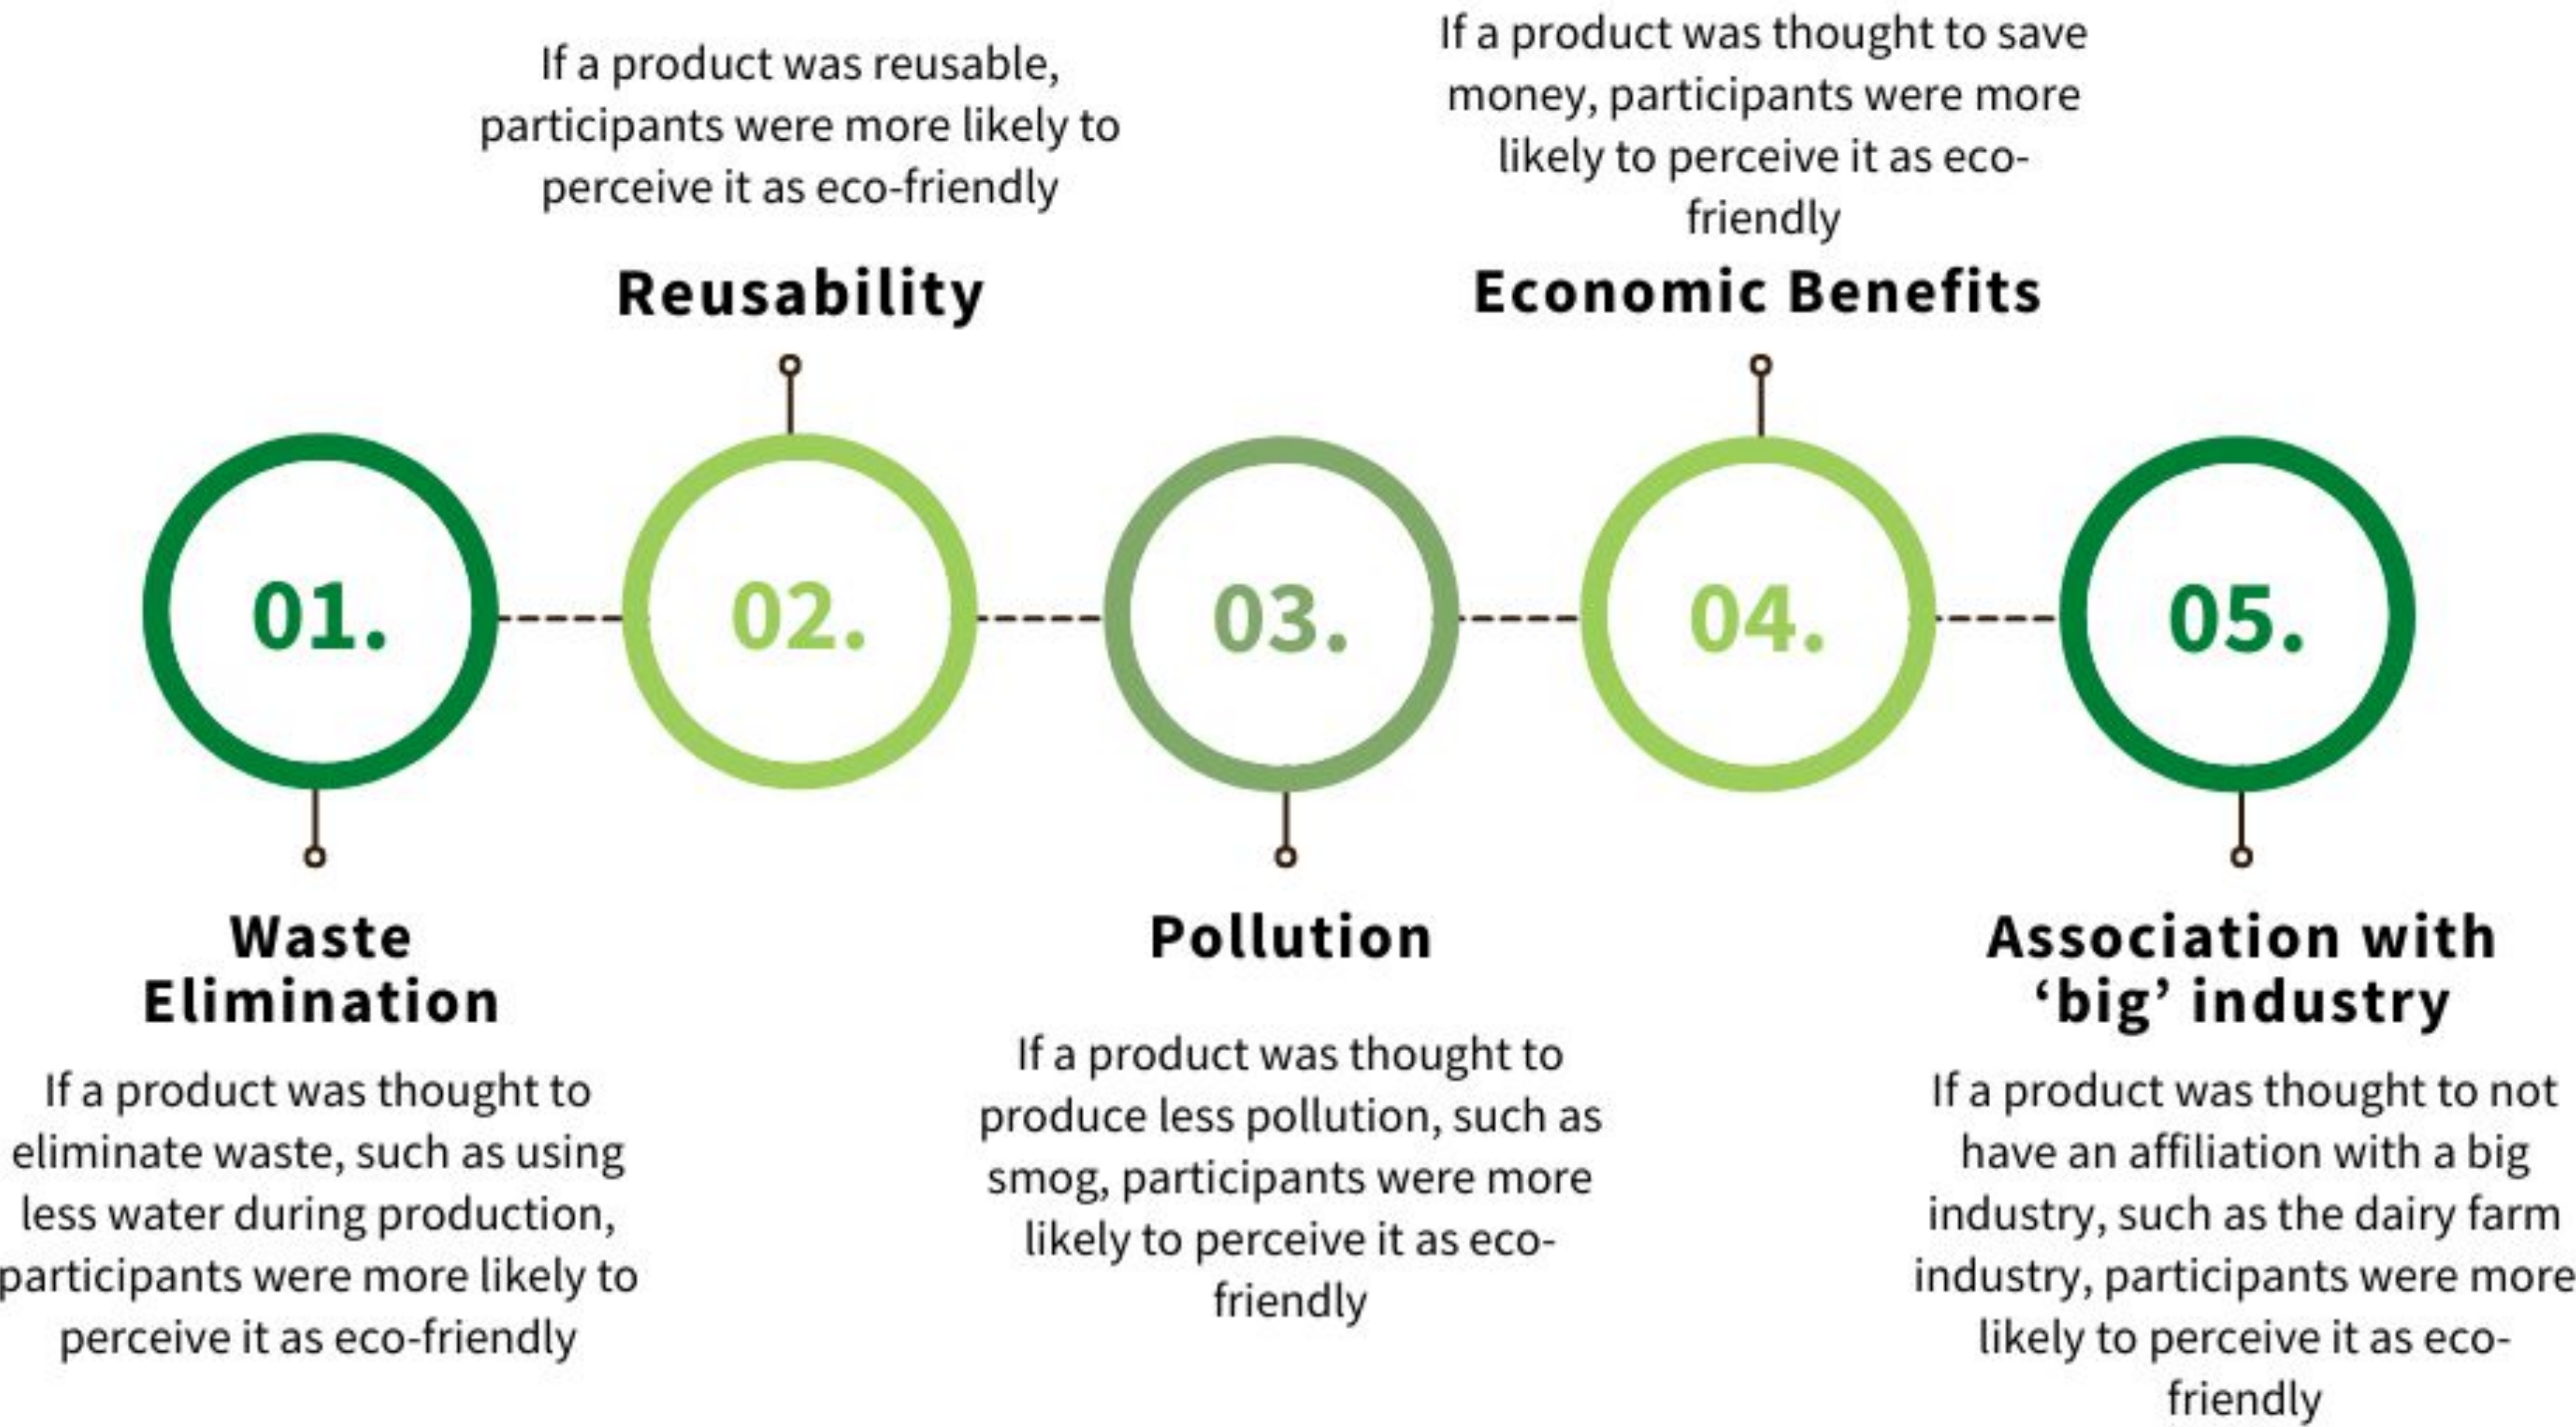 If a product was reusable,
participants were more likely to
perceive it as eco-friendly
Reusability
If a product was thought to save
money, participants were more
likely to perceive it as eco-
friendly
Economic Benefits
01.
02.
03.
04.
05.
Waste
Elimination
If a product was thought to
eliminate waste, such as using
less water during production,
participants were more likely to
perceive it as eco-friendly
Pollution
If a product was thought to
produce less pollution, such as
smog, participants were more
likely to perceive it as eco-
friendly
Association with
‘big’ industry
If a product was thought to not
have an affiliation with a big
industry, such as the dairy farm
industry, participants were more
likely to perceive it as eco-
friendly